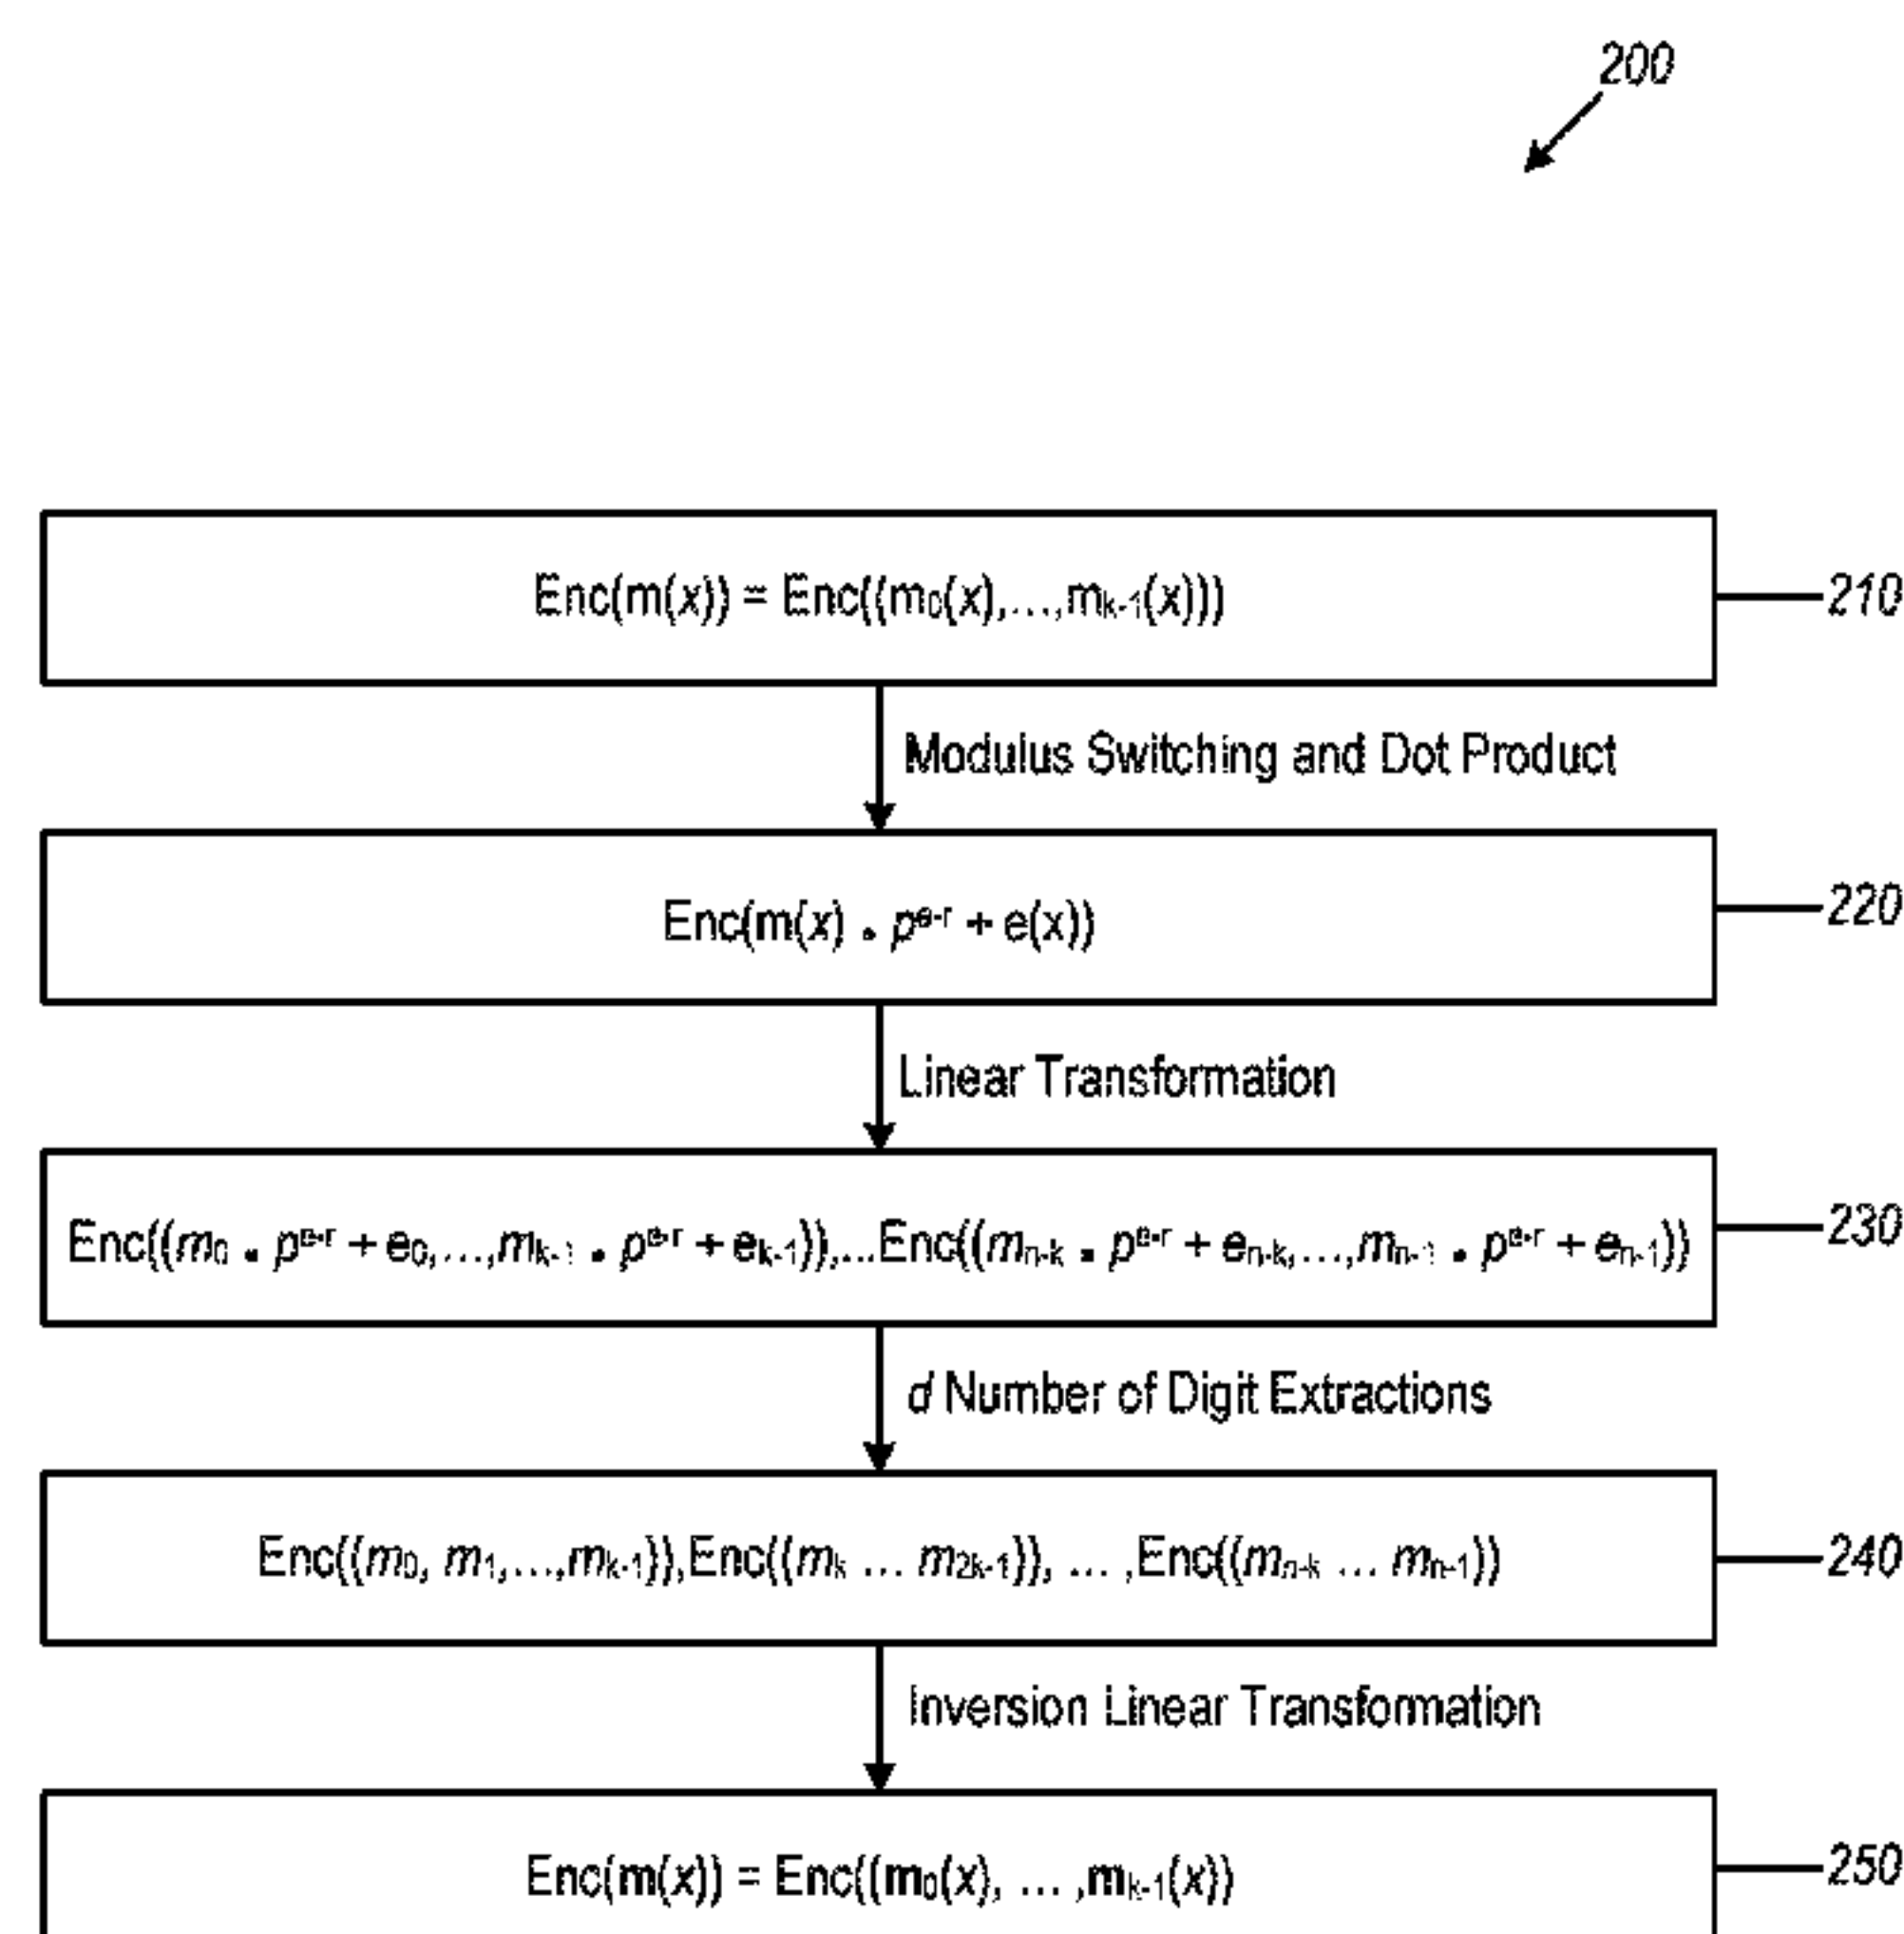 200
Enc(m(x)) = Enc((m₀(x),...,mₖ₋₁(x)))
210
Modulus Switching and Dot Product
Enc(m(x) • pᵉ⁻ʳ + e(x))
220
Linear Transformation
Enc((m₀ • pᵉ⁻ʳ + e₀,...,mₖ₋₁ • pᵉ⁻ʳ + eₖ₋₁)),...Enc((mₙ₋ₖ • pᵉ⁻ʳ + eₙ₋ₖ,...,mₙ₋₁ • pᵉ⁻ʳ + eₙ₋₁))
230
d Number of Digit Extractions
Enc((m₀, m₁,...,mₖ₋₁)),Enc((mₖ ... m₂ₖ₋₁)), ... ,Enc((mₙ₋ₖ ... mₙ₋₁))
240
Inversion Linear Transformation
Enc(m(x)) = Enc((m₀(x), ... ,mₖ₋₁(x))
250